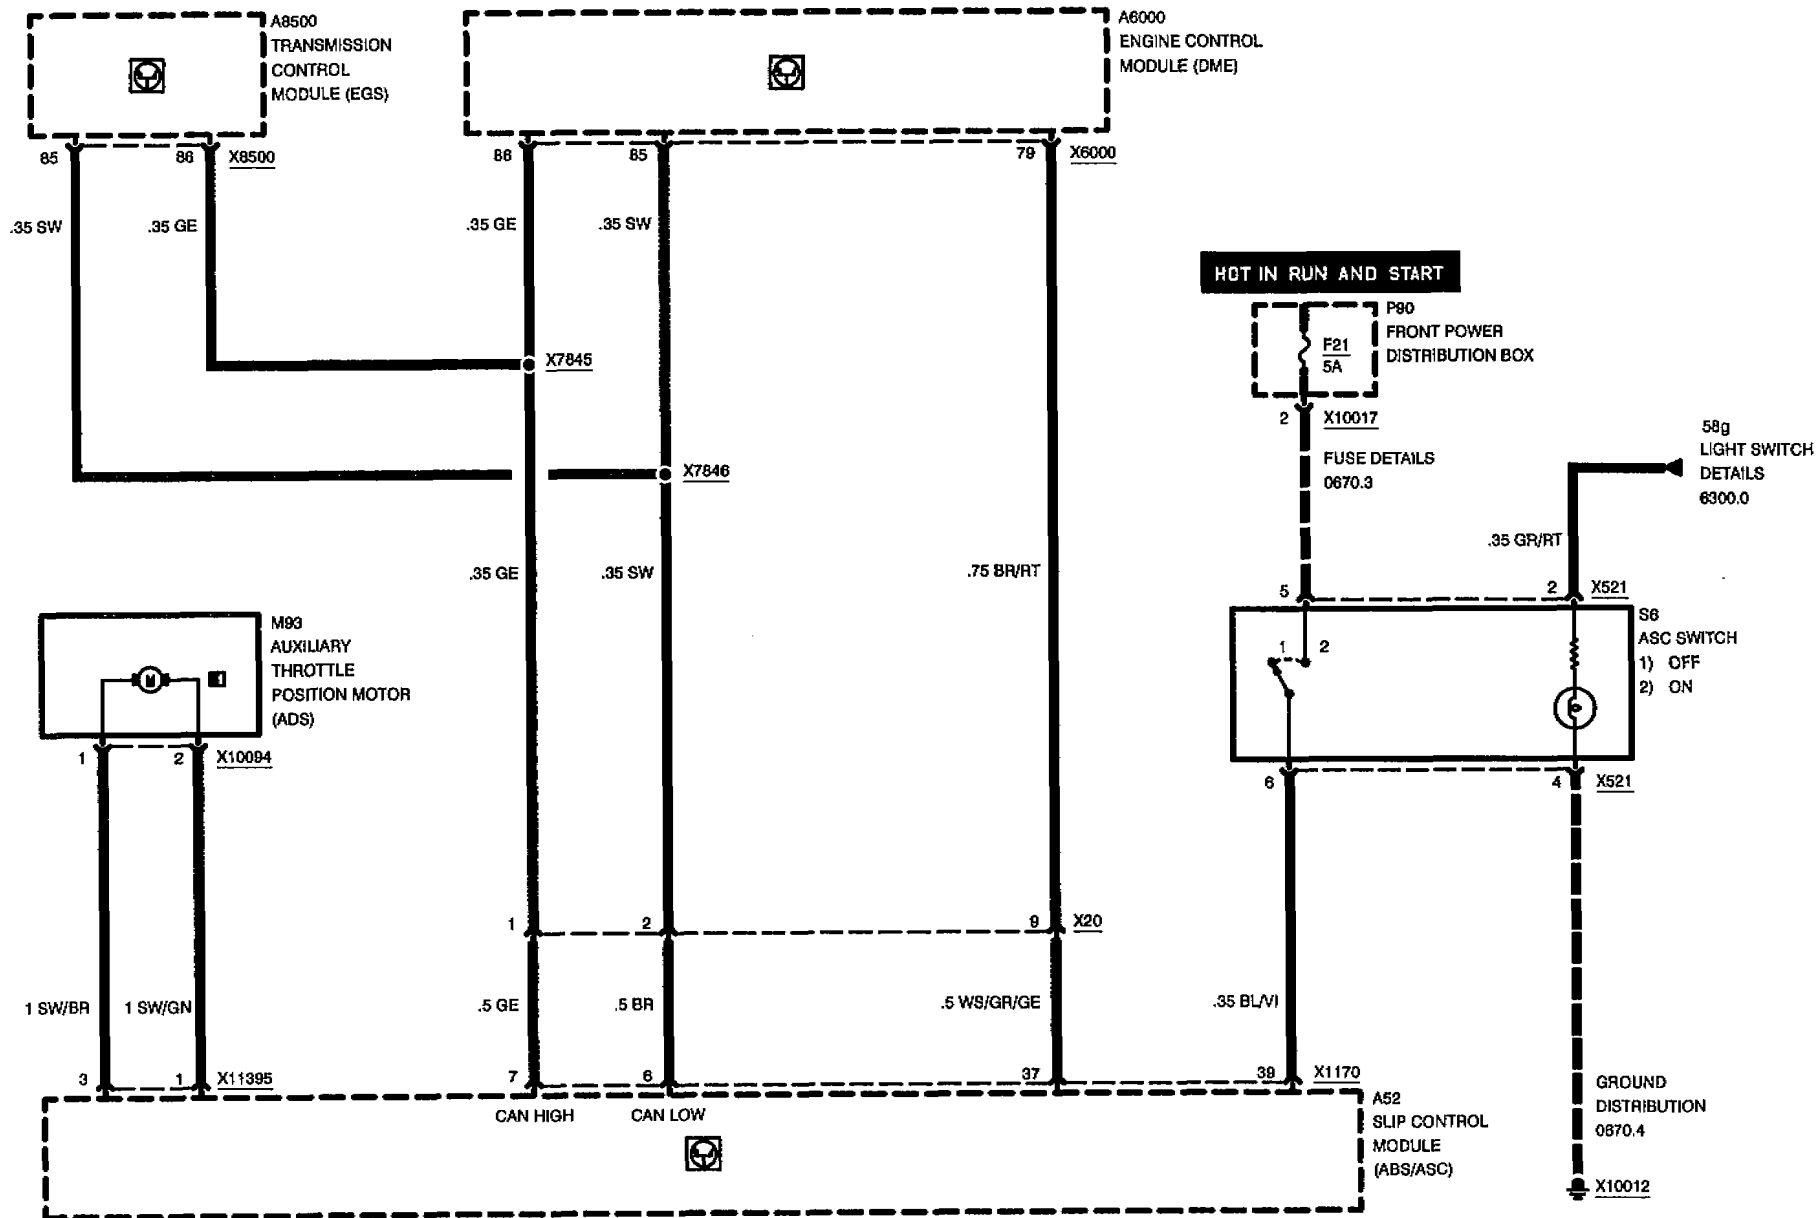 A8500
TRANSMISSION
CONTROL
MODULE (EGS)
A6000
ENGINE CONTROL
MODULE (DME)
85
86
X8500
86
85
79
X6000
.35 SW
.35 GE
.35 GE
.35 SW
HOT IN RUN AND START
P90
FRONT POWER
DISTRIBUTION BOX
F21
5A
X7845
2
X10017
FUSE DETAILS
0670.3
58g
LIGHT SWITCH
DETAILS
6300.0
X7846
.35 GR/RT
.35 GE
.35 SW
.75 BR/RT
5
2
X521
M93
AUXILIARY
THROTTLE
POSITION MOTOR
(ADS)
M
S6
ASC SWITCH
1) OFF
2) ON
1
2
1
2
X10094
6
4
X521
1
2
9
X20
1 SW/BR
1 SW/GN
.5 GE
.5 BR
.5 WS/GR/GE
.35 BL/VI
3
1
X11395
7
6
37
39
X1170
CAN HIGH
CAN LOW
A52
SLIP CONTROL
MODULE
(ABS/ASC)
GROUND
DISTRIBUTION
0670.4
X10012